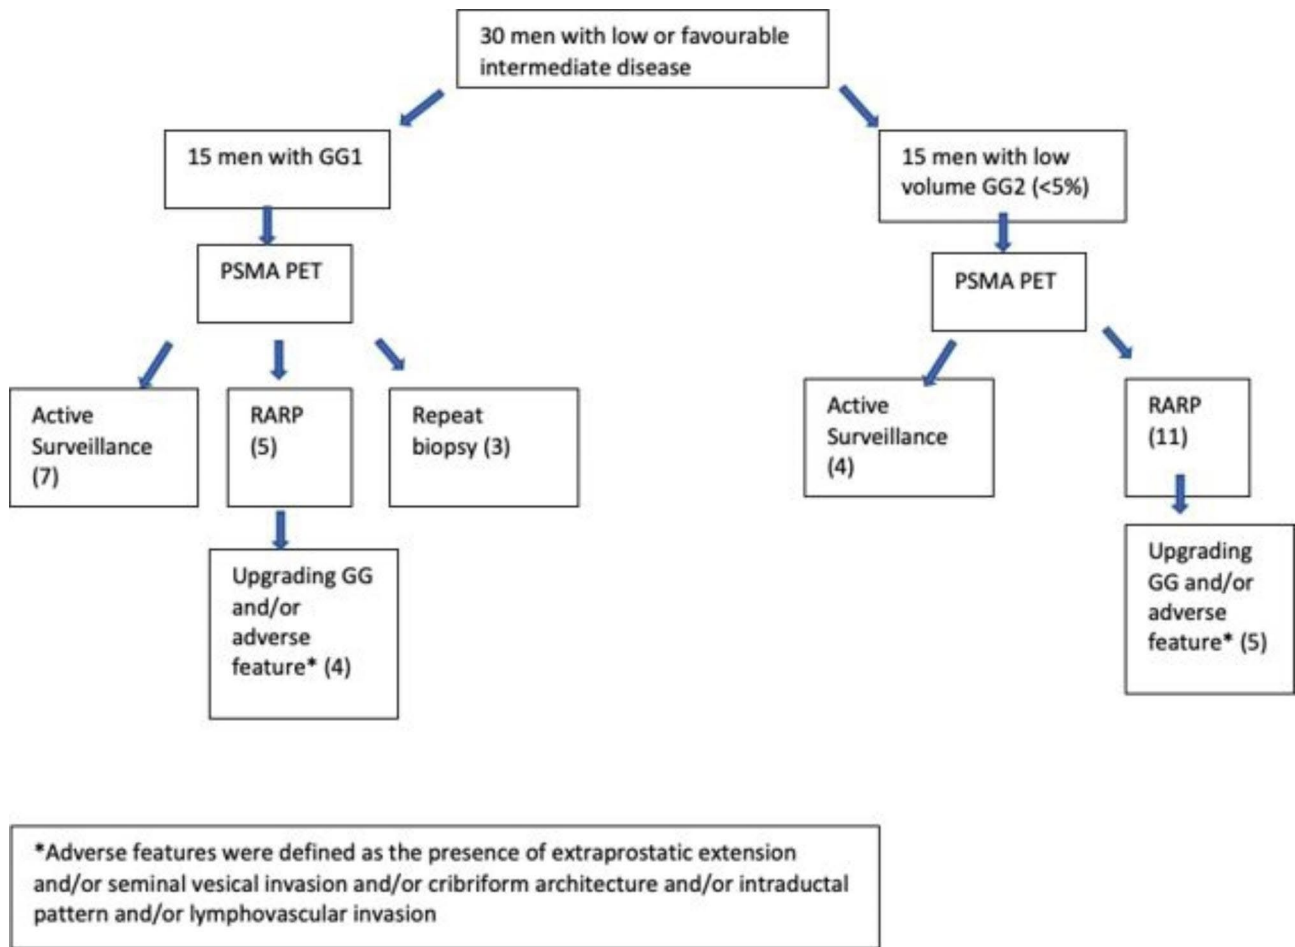 30 men with low or favourable
intermediate disease
15 men with GG1
15 men with low
volume GG2 (<5%)
PSMA PET
PSMA PET
Active
Surveillance
(7)
RARP
(5)
Repeat
biopsy (3)
Active
Surveillance
(4)
RARP
(11)
Upgrading GG
and/or
adverse
feature* (4)
Upgrading
GG and/or
adverse
feature* (5)
*Adverse features were defined as the presence of extraprostatic extension
and/or seminal vesical invasion and/or cribriform architecture and/or intraductal
pattern and/or lymphovascular invasion